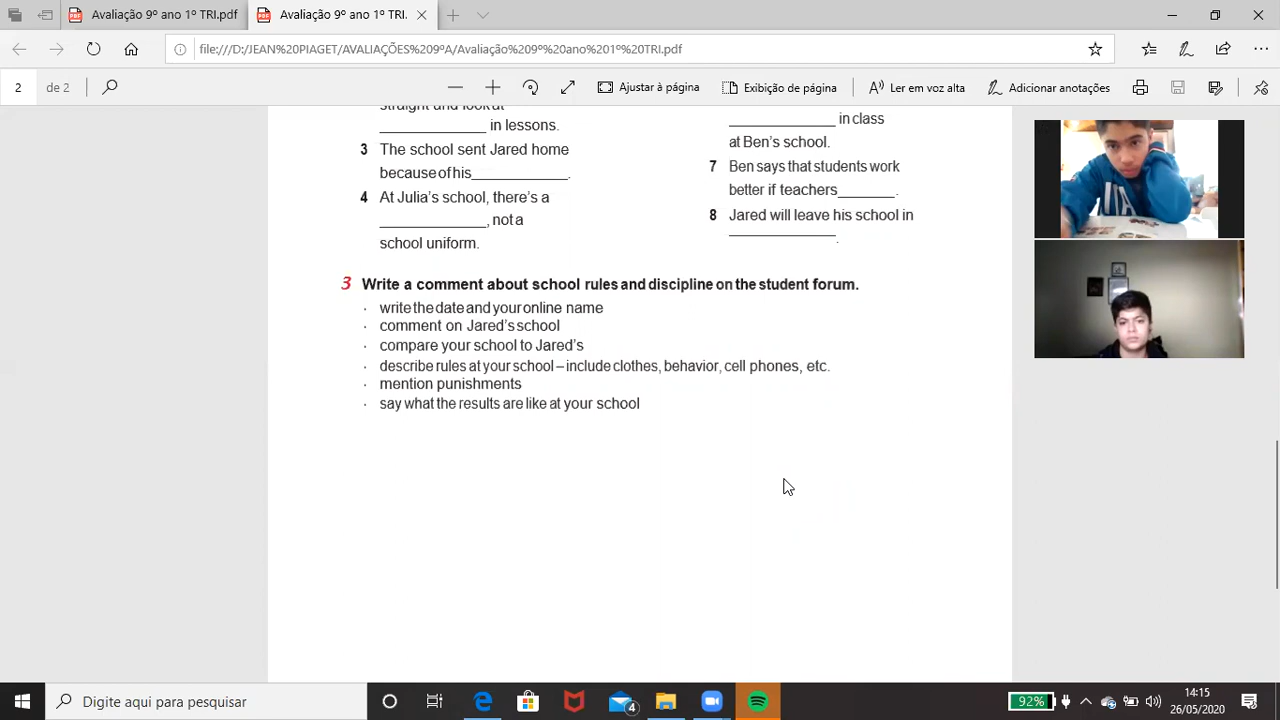 Avaliação 9º ano 1º TRI.pdf
Avaliação 9º ano 1º TRI.
file:///D:/JEAN%20PIAGET/AVALIAÇÕES%209ºA/Avaliação%209º%20ano%201º%20TRI.pdf
2 de 2
Ajustar à página
Exibição de página
Ler em voz alta
Adicionar anotações
straight and look at
_____________ in lessons.
3 The school sent Jared home
because of his____________.
4 At Julia's school, there's a
_____________, not a
school uniform.
_____________ in class
at Ben's school.
7 Ben says that students work
better if teachers_______.
8 Jared will leave his school in
_____________.
3 Write a comment about school rules and discipline on the student forum.
· write the date and your online name
· comment on Jared's school
· compare your school to Jared's
· describe rules at your school – include clothes, behavior, cell phones, etc.
· mention punishments
· say what the results are like at your school
Digite aqui para pesquisar
4
92%
14:15
26/05/2020